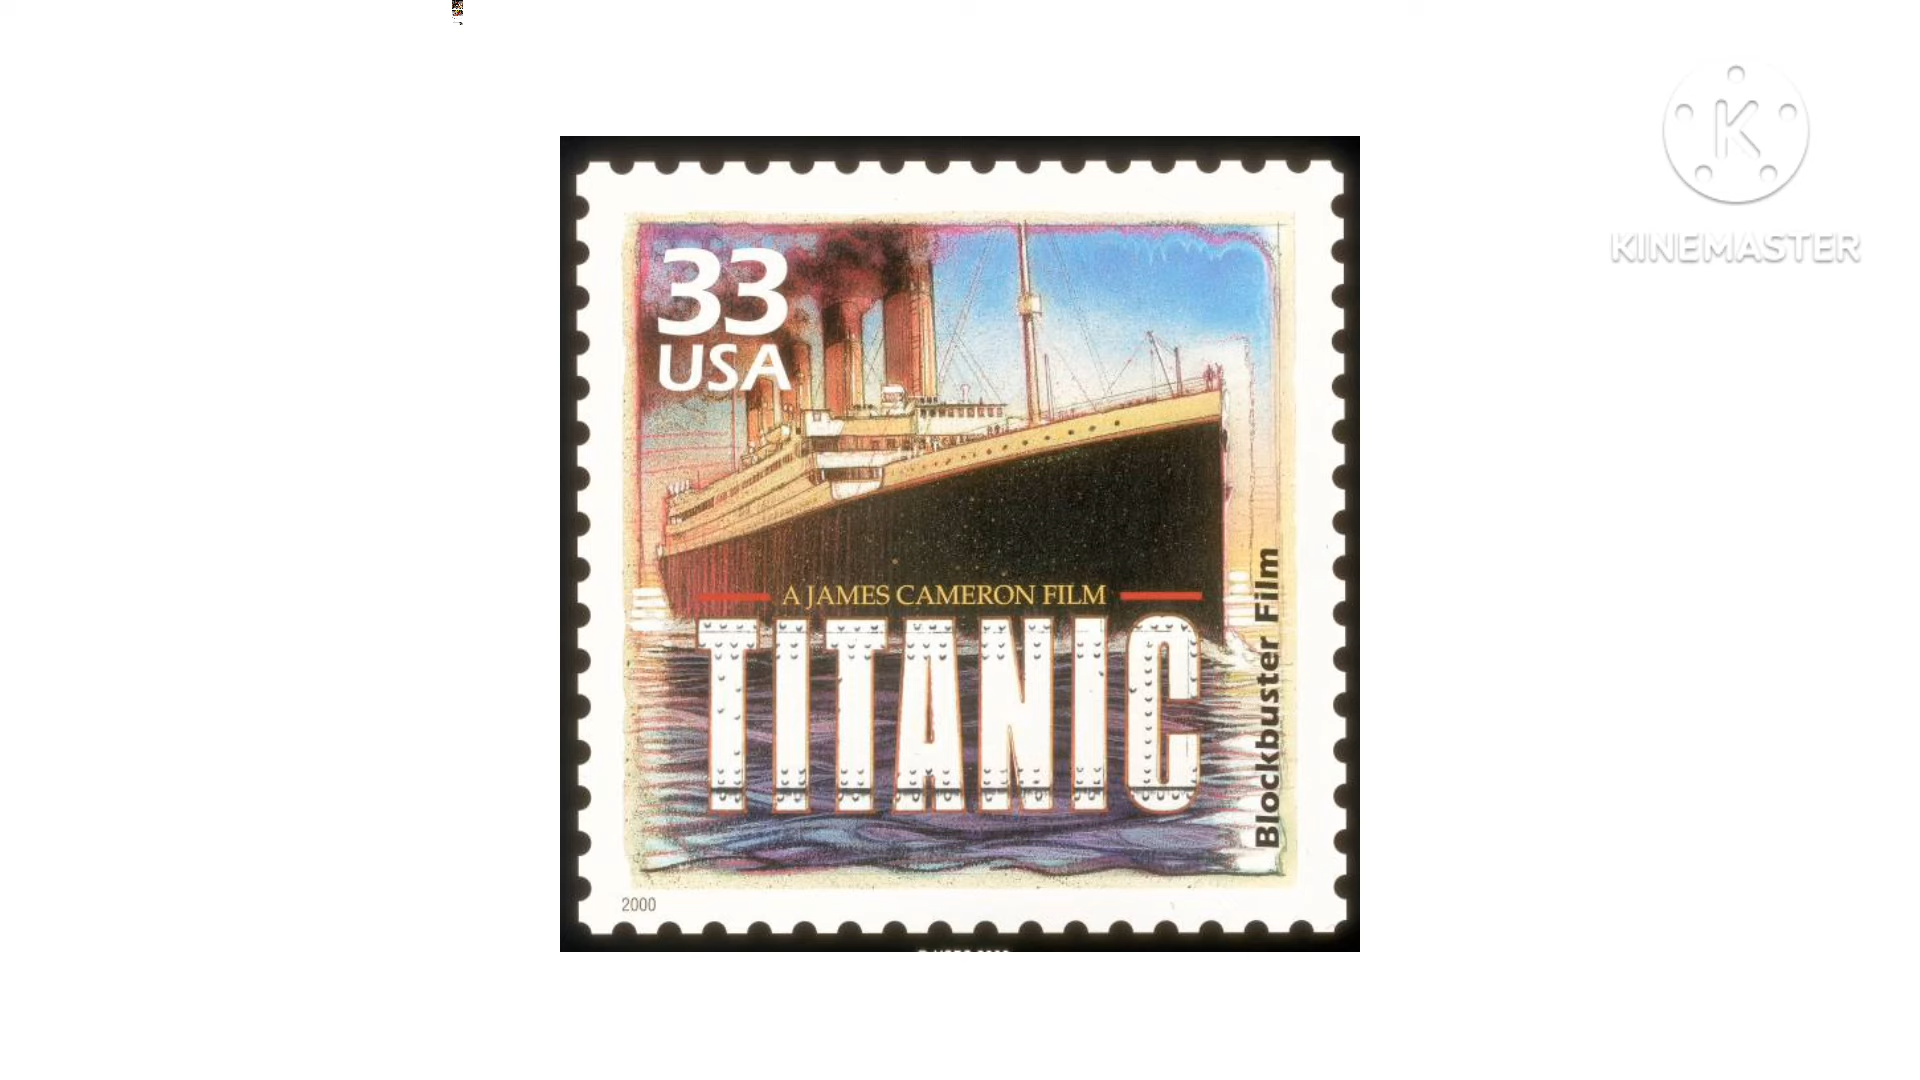 33
USA
A JAMES CAMERON FILM
TITANIC
Blockbuster Film
2000
K
KINEMASTER